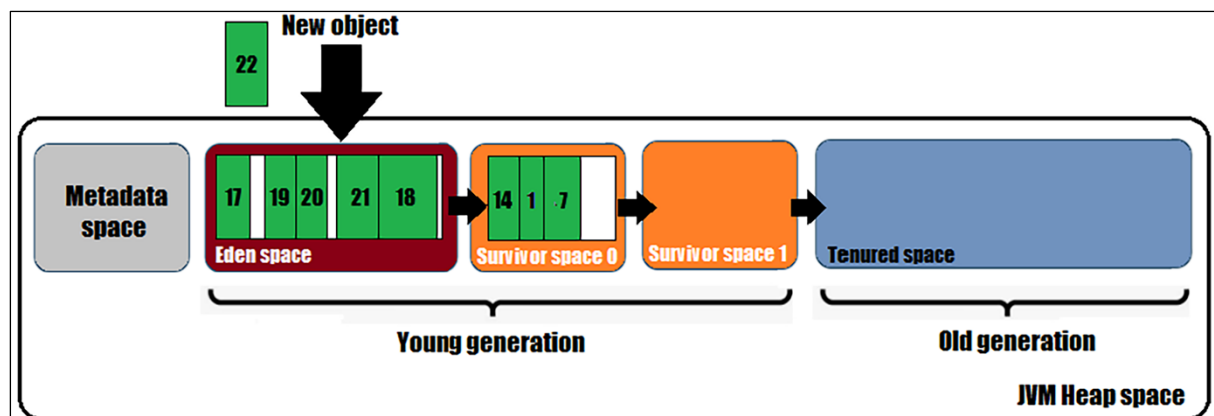 New object
22
Metadata
space
17 19 20 21 18
Eden space
14 1 7
Survivor space 0
Survivor space 1
Tenured space
Young generation
Old generation
JVM Heap space